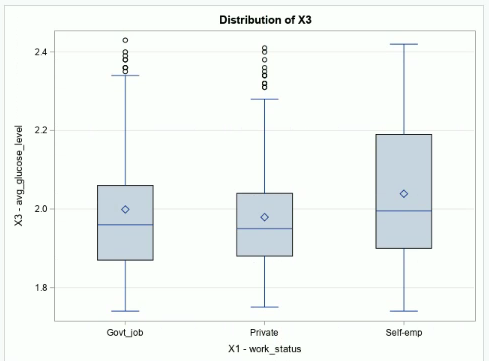 Distribution of X3
2.4
2.2
2.0
1.8
X3 - avg_glucose_level
Govt_job Private Self-emp
X1 - work_status